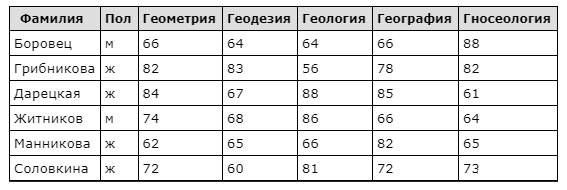 Фамилия Пол Геометрия Геодезия Геология География Гносеология
Боровец м 66 64 64 66 88
Грибникова ж 82 83 56 78 82
Дарецкая ж 84 67 88 85 61
Житников м 74 68 86 66 64
Манникова ж 62 65 66 82 65
Соловкина ж 72 60 81 72 73